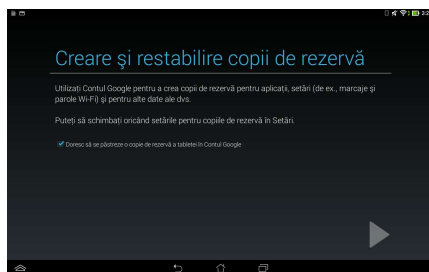 3:2
Creare şi restabilire copii de rezervă
Utilizaţi Contul Google pentru a crea copii de rezervă pentru aplicaţii, setări (de ex., marcaje şi
parole Wi-Fi) şi pentru alte date ale dvs.
Puteţi să schimbaţi oricând setările pentru copiile de rezervă în Setări.
Doresc să se păstreze o copie de rezervă a tabletei în Contul Google